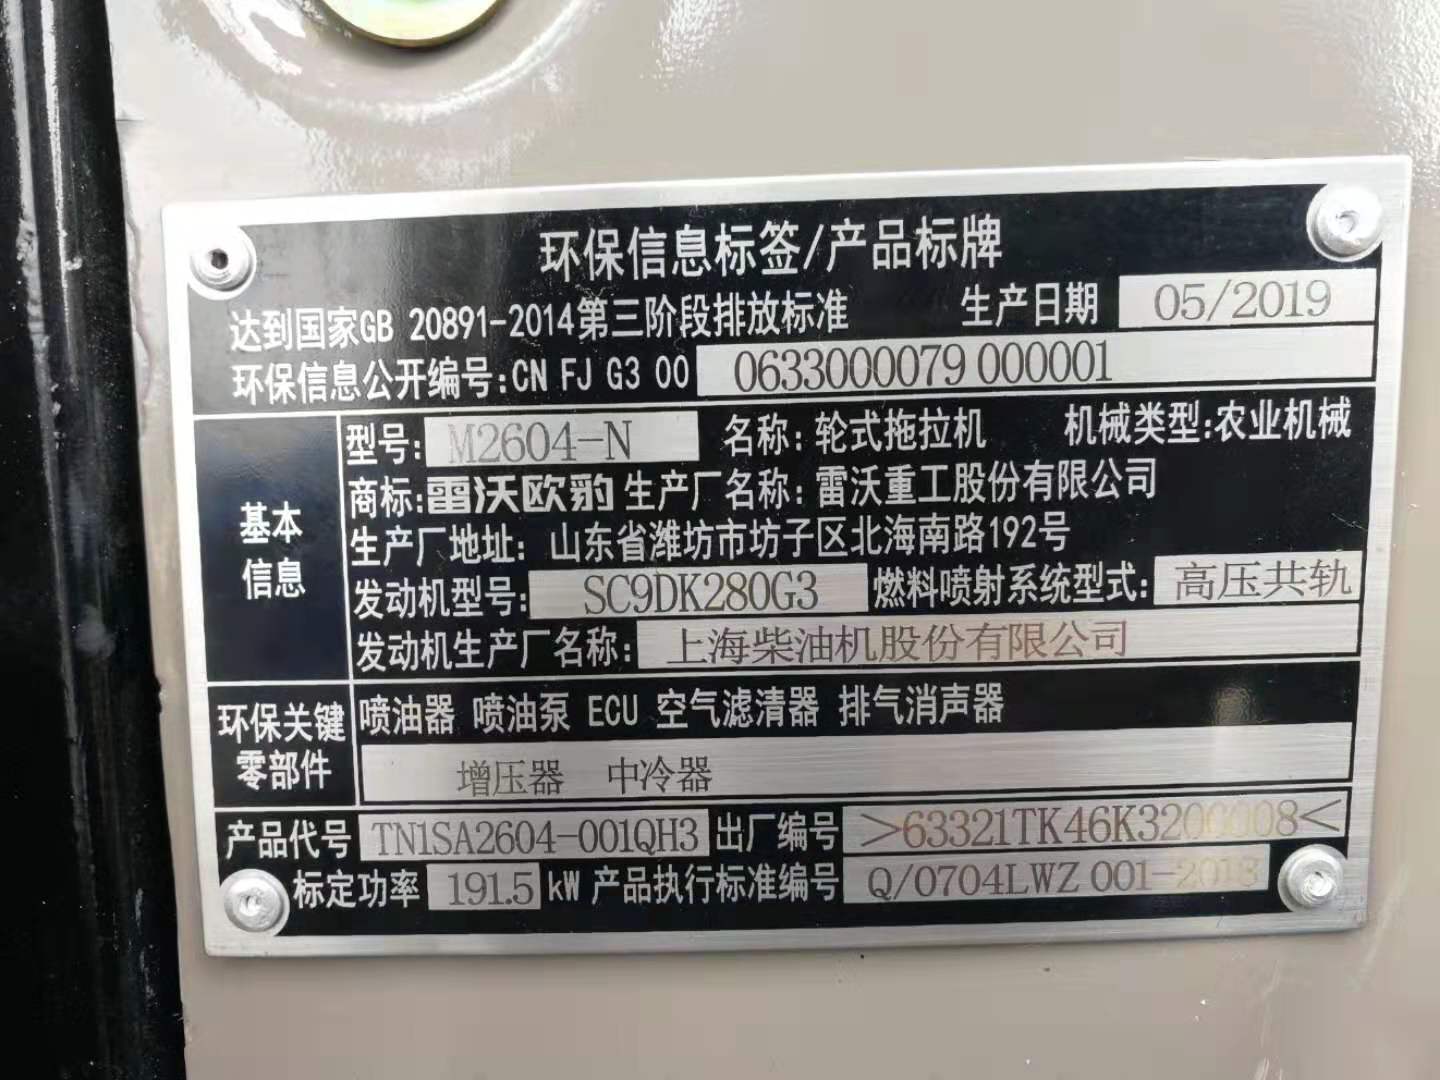 环保信息标签/产品标牌
达到国家GB 20891-2014第三阶段排放标准 生产日期 05/2019
环保信息公开编号:CN FJ G3 00 0633000079 000001
基本信息
型号: M2604-N 名称: 轮式拖拉机 机械类型:农业机械
商标:雷沃欧豹 生产厂名称: 雷沃重工股份有限公司
生产厂地址: 山东省潍坊市坊子区北海南路192号
发动机型号: SC9DK280G3 燃料喷射系统型式: 高压共轨
发动机生产厂名称: 上海柴油机股份有限公司
环保关键零部件
喷油器 喷油泵 ECU 空气滤清器 排气消声器
增压器 中冷器
产品代号 TN1SA2604-001QH3 出厂编号 >63321TK46K3200008<
标定功率 191.5 kW 产品执行标准编号 Q/0704LWZ 001-2018